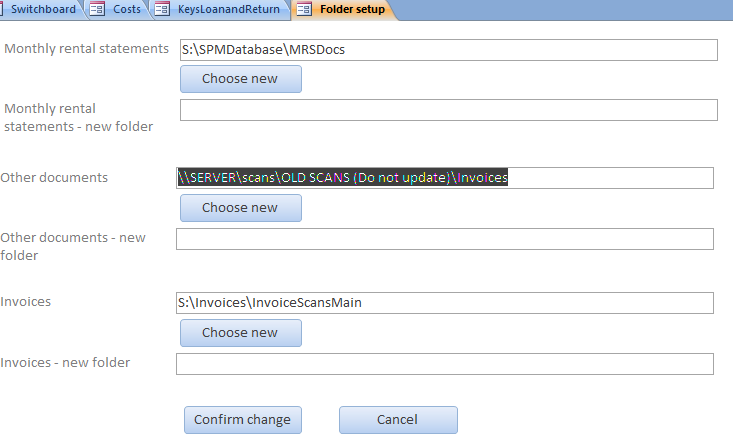 Switchboard Costs KeysLoanandReturn Folder setup
Monthly rental statements S:\SPMDatabase\MRSDocs
Choose new
Monthly rental
statements - new folder
Other documents \\SERVER\scans\OLD SCANS (Do not update)\Invoices
Choose new
Other documents - new
folder
Invoices S:\Invoices\InvoiceScansMain
Choose new
Invoices - new folder
Confirm change Cancel